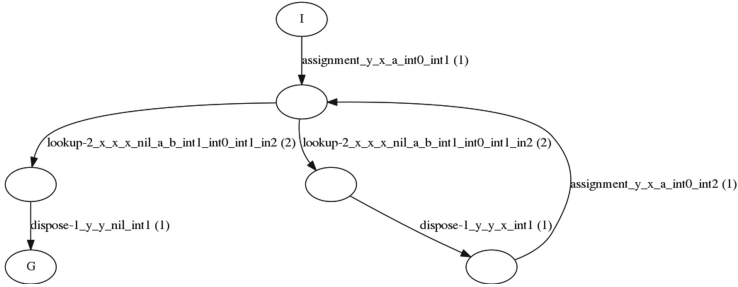 I
assignment_y_x_a_int0_int1 (1)
lookup-2_x_x_x_nil_a_b_int1_int0_int1_in2 (2)
lookup-2_x_x_x_nil_a_b_int1_int0_int1_in2 (2)
assignment_y_x_a_int0_int2 (1)
dispose-1_y_y_nil_int1 (1)
dispose-1_y_y_x_int1 (1)
G